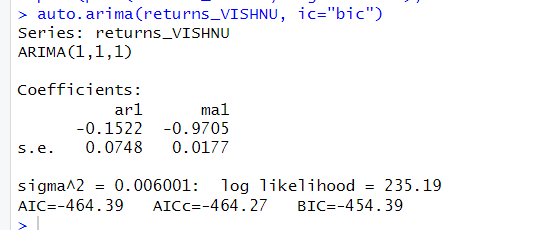 > auto.arima(returns_VISHNU, ic="bic")
Series: returns_VISHNU
ARIMA(1,1,1)
Coefficients:
ar1 ma1
-0.1522 -0.9705
s.e. 0.0748 0.0177
sigma^2 = 0.006001: log likelihood = 235.19
AIC=-464.39 AICc=-464.27 BIC=-454.39
>